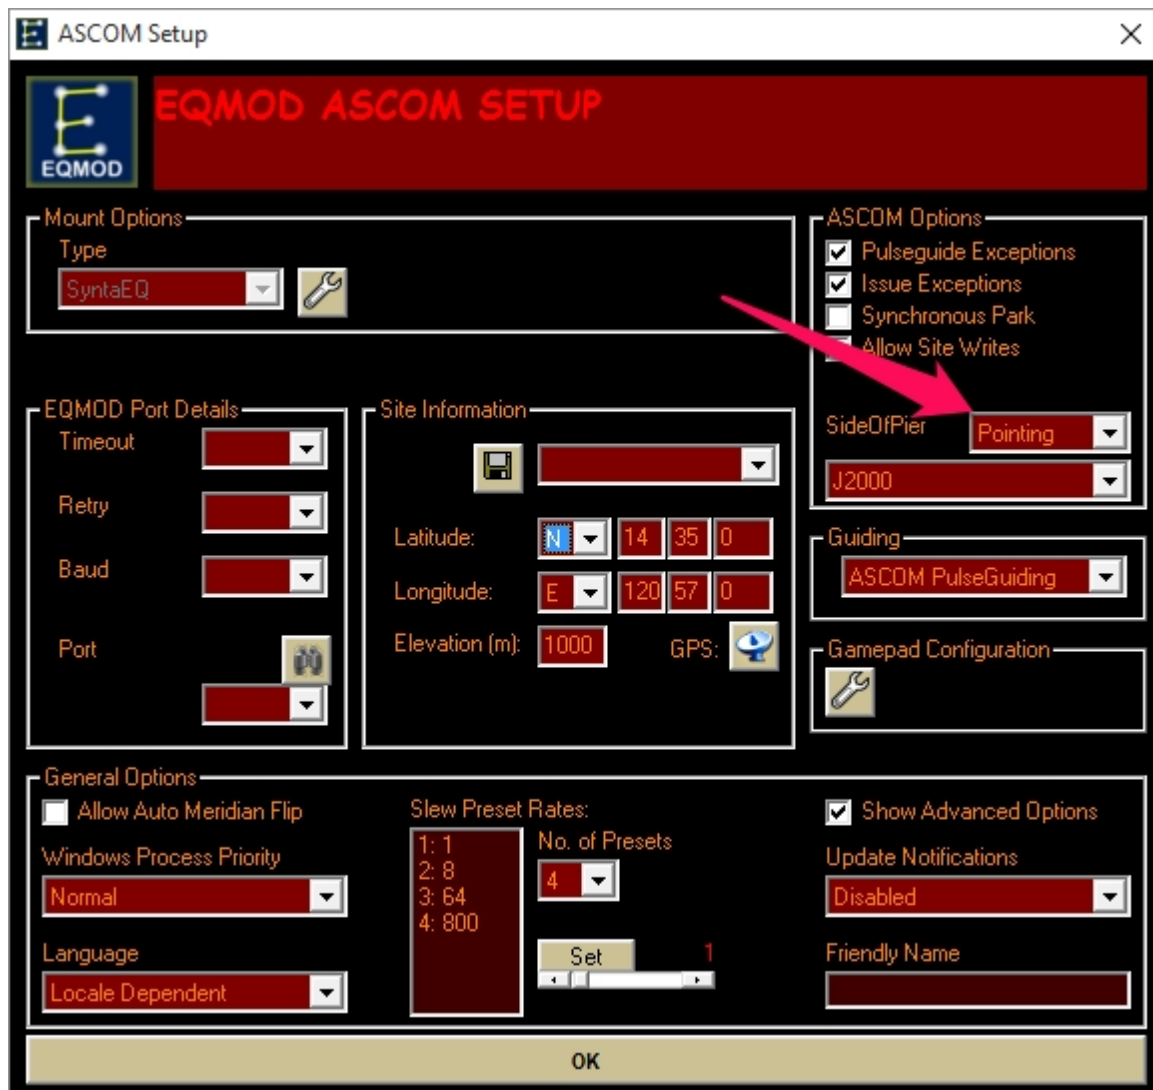 ASCOM Setup
EQMOD
EQMOD ASCOM SETUP
Mount Options
Type
SyntaEQ
ASCOM Options
Pulseguide Exceptions
Issue Exceptions
Synchronous Park
Allow Site Writes
SideOfPier Pointing
J2000
EQMOD Port Details
Timeout
Retry
Baud
Port
Site Information
Latitude: N 14 35 0
Longitude: E 120 57 0
Elevation (m): 1000 GPS:
Guiding
ASCOM PulseGuiding
Gamepad Configuration
General Options
Allow Auto Meridian Flip
Windows Process Priority
Normal
Language
Locale Dependent
Slew Preset Rates:
1: 1
2: 8
3: 64
4: 800
No. of Presets
4
Set 1
Show Advanced Options
Update Notifications
Disabled
Friendly Name
OK